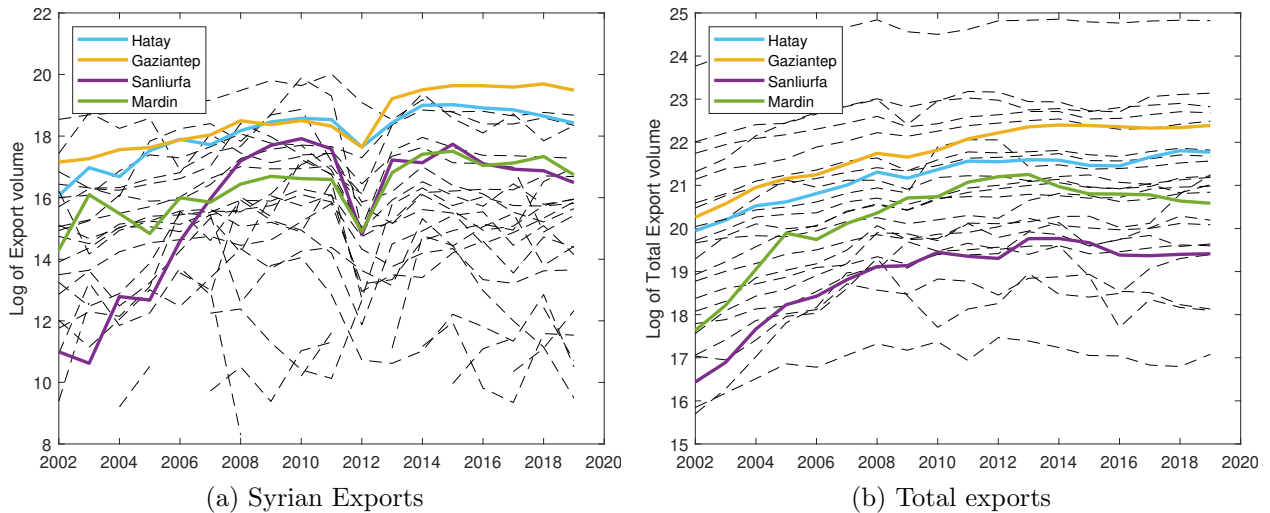 22
20
18
16
14
12
10
8
Log of Export volume
Hatay
Gaziantep
Sanliurfa
Mardin
2002 2004 2006 2008 2010 2012 2014 2016 2018 2020
(a) Syrian Exports
25
24
23
22
21
20
19
18
17
16
15
Log of Total Export volume
Hatay
Gaziantep
Sanliurfa
Mardin
2002 2004 2006 2008 2010 2012 2014 2016 2018 2020
(b) Total exports